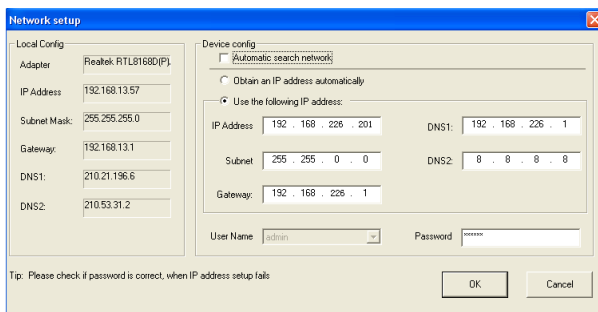 Network setup
Local Config
Adapter Realtek RTL8168D(P),
IP Address 192.168.13.57
Subnet Mask: 255.255.255.0
Gateway: 192.168.13.1
DNS1: 210.21.196.6
DNS2: 210.53.31.2
Device config
Automatic search network
Obtain an IP address automatically
Use the following IP address:
IP Address 192 . 168 . 226 . 201 DNS1: 192 . 168 . 226 . 1
Subnet 255 . 255 . 0 . 0 DNS2: 8 . 8 . 8 . 8
Gateway: 192 . 168 . 226 . 1
User Name admin Password ******
Tip: Please check if password is correct, when IP address setup fails
OK Cancel